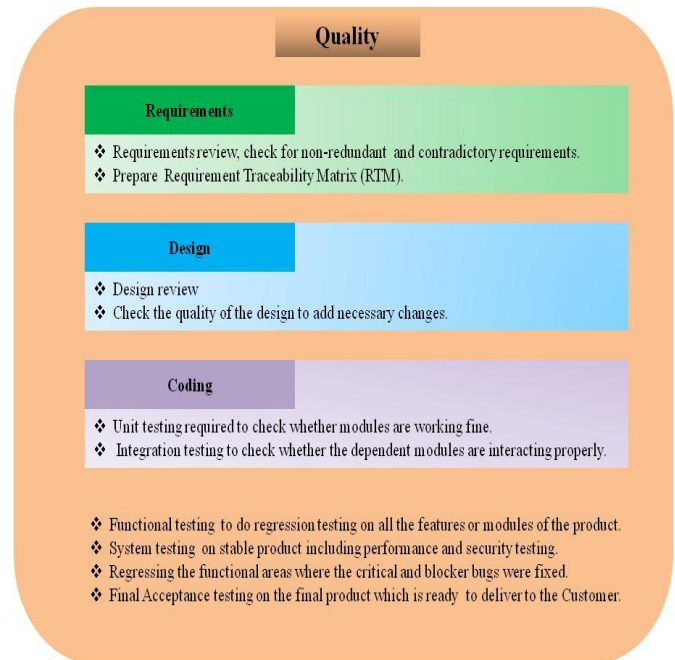 Quality
Requirements
❖ Requirements review, check for non-redundant and contradictory requirements.
❖ Prepare Requirement Traceability Matrix (RTM).
Design
❖ Design review
❖ Check the quality of the design to add necessary changes.
Coding
❖ Unit testing required to check whether modules are working fine.
❖ Integration testing to check whether the dependent modules are interacting properly.
❖ Functional testing to do regression testing on all the features or modules of the product.
❖ System testing on stable product including performance and security testing.
❖ Regressing the functional areas where the critical and blocker bugs were fixed.
❖ Final Acceptance testing on the final product which is ready to deliver to the Customer.